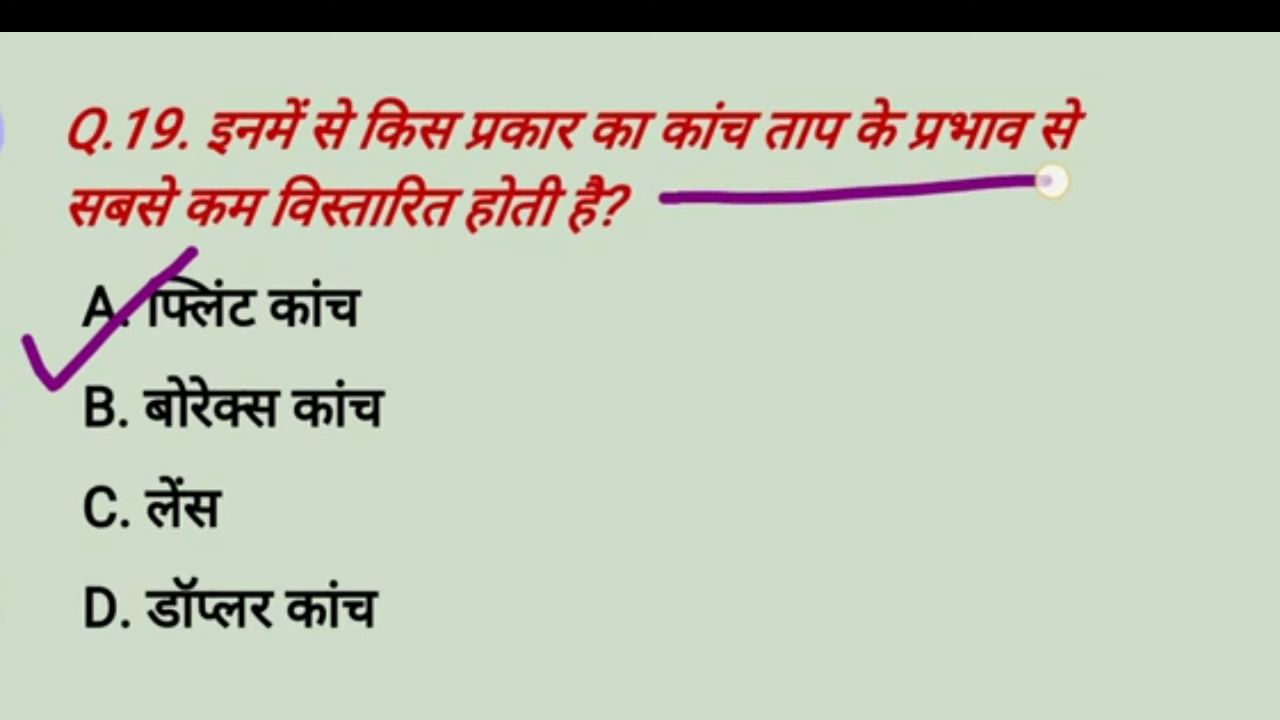 Q.19. इनमें से किस प्रकार का कांच ताप के प्रभाव से
सबसे कम विस्तारित होती है?
A. फ्लिंट कांच
B. बोरेक्स कांच
C. लेंस
D. डॉप्लर कांच